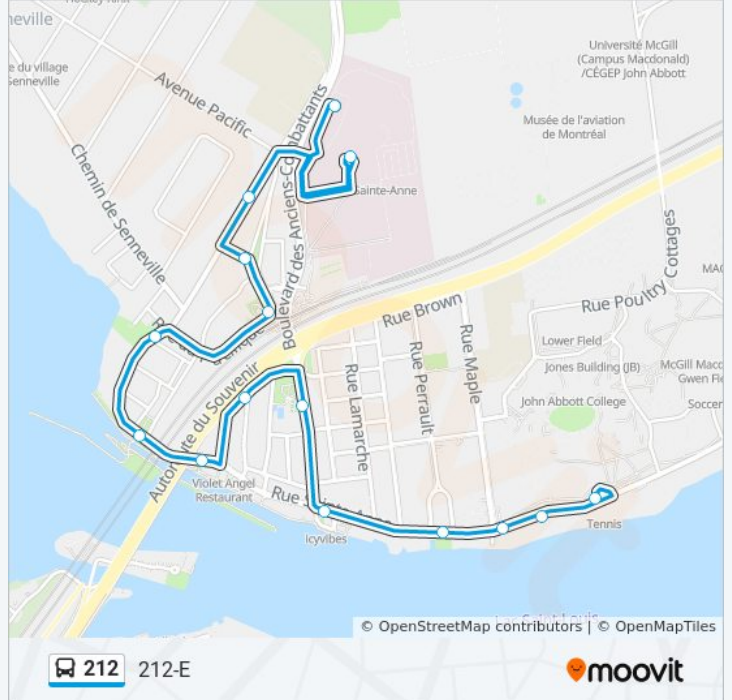 neville
Université McGill
(Campus Macdonald)
/CÉGEP John Abbott
e du village
Senneville
Avenue Pacific
Boulevard des Anciens-Combattants
Musée de l'aviation
de Montréal
Chemin de Senneville
Sainte-Anne
Rue Poultry Cottages
MAC
Rue Brown
Rue Maple
Rue Perrault
Rue Lamarche
Autoroute du Souvenir
Lower Field
Jones Building (JB)
McGill Macd
Gwen Fie
John Abbott College
Soccer
Violet Angel
Restaurant
Rue Sainte-Anne
Icyvibes
Tennis
© OpenStreetMap contributors | © OpenMapTiles
212
212-E
moovit